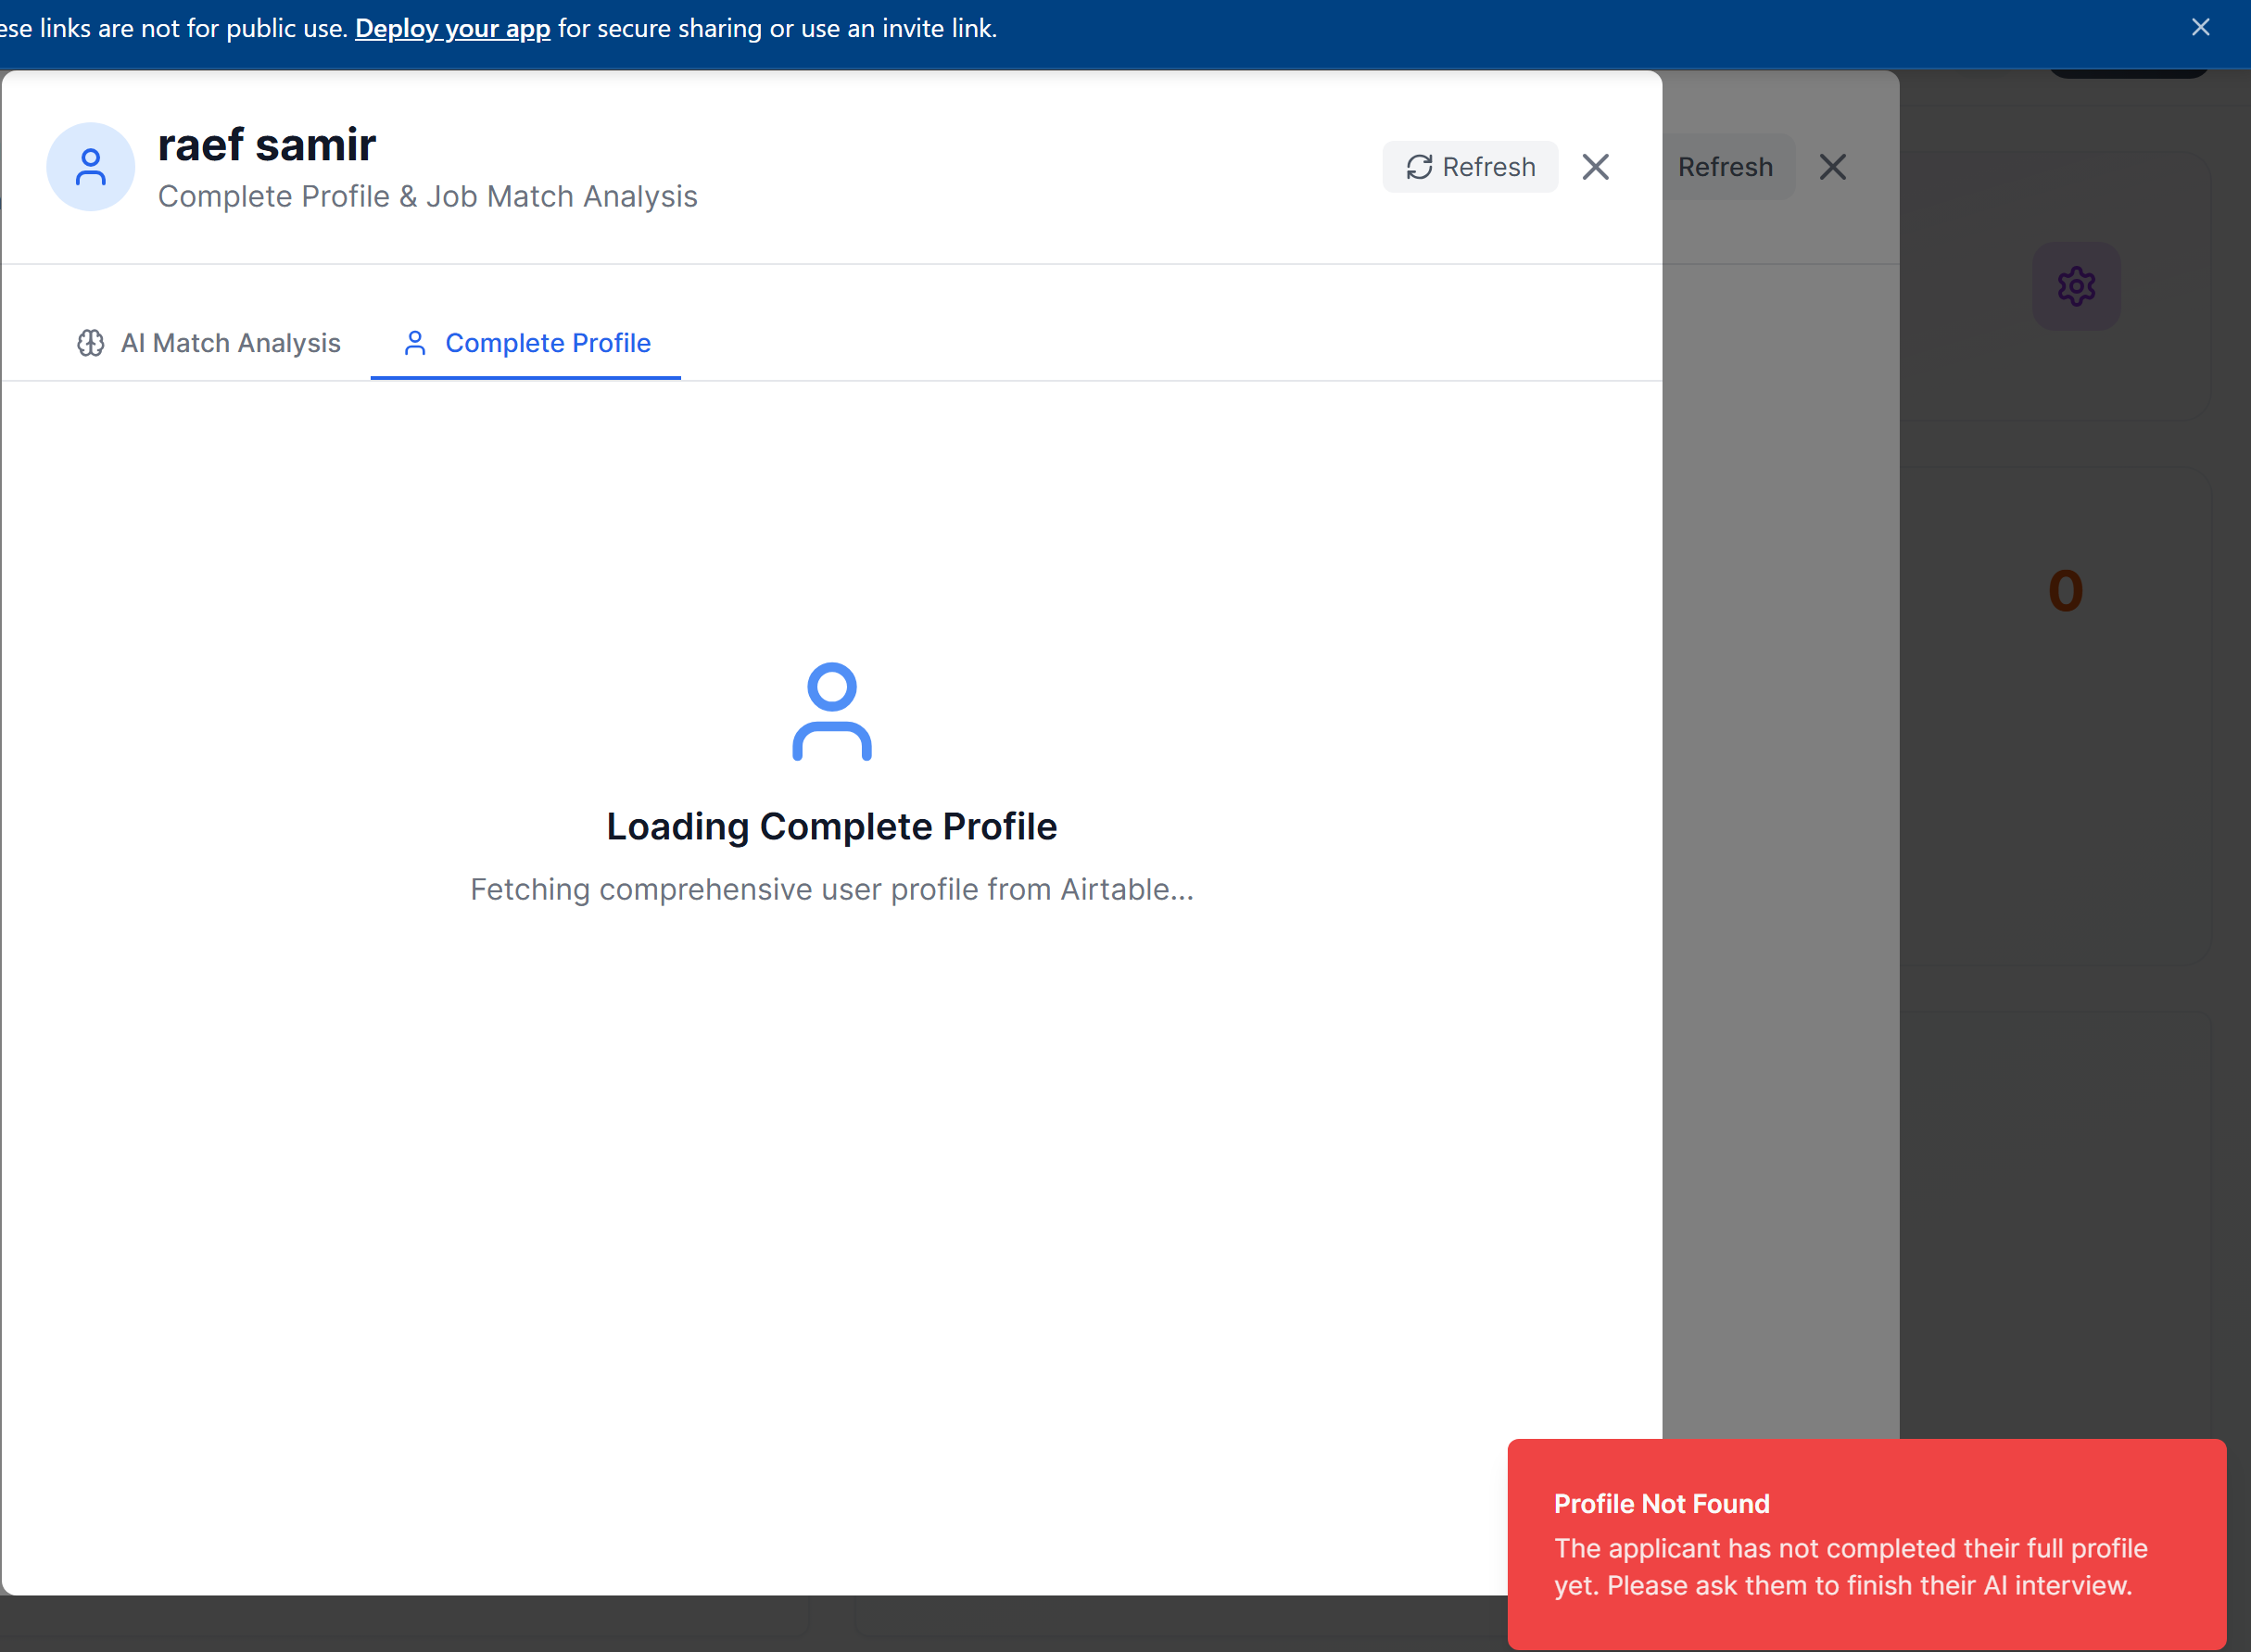 ese links are not for public use. Deploy your app for secure sharing or use an invite link.
raef samir
Complete Profile & Job Match Analysis
Refresh
Refresh
AI Match Analysis
Complete Profile
0
Loading Complete Profile
Fetching comprehensive user profile from Airtable...
Profile Not Found
The applicant has not completed their full profile
yet. Please ask them to finish their AI interview.